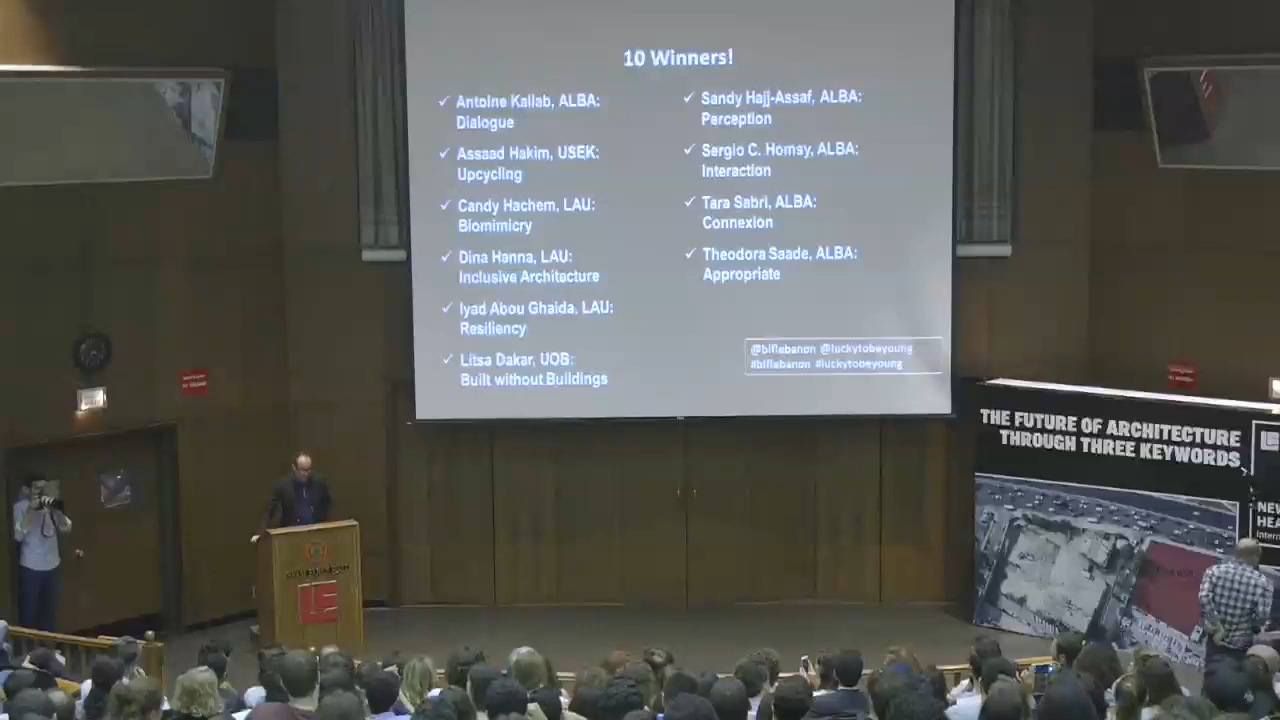 10 Winners!
✓ Antoine Kallab, ALBA:
Dialogue
✓ Assaad Hakim, USEK:
Upcycling
✓ Candy Hachem, LAU:
Biomimicry
✓ Dina Hanna, LAU:
Inclusive Architecture
✓ Iyad Abou Ghaida, LAU:
Resiliency
✓ Litsa Dakar, UOB:
Built without Buildings
✓ Sandy Hajj-Assaf, ALBA:
Perception
✓ Sergio C. Homsy, ALBA:
Interaction
✓ Tara Sabri, ALBA:
Connexion
✓ Theodora Saade, ALBA:
Appropriate
@biflebanon @luckytobeyoung
#biflebanon #luckytobeyoung
THE FUTURE OF ARCHITECTURE
THROUGH THREE KEYWORDS